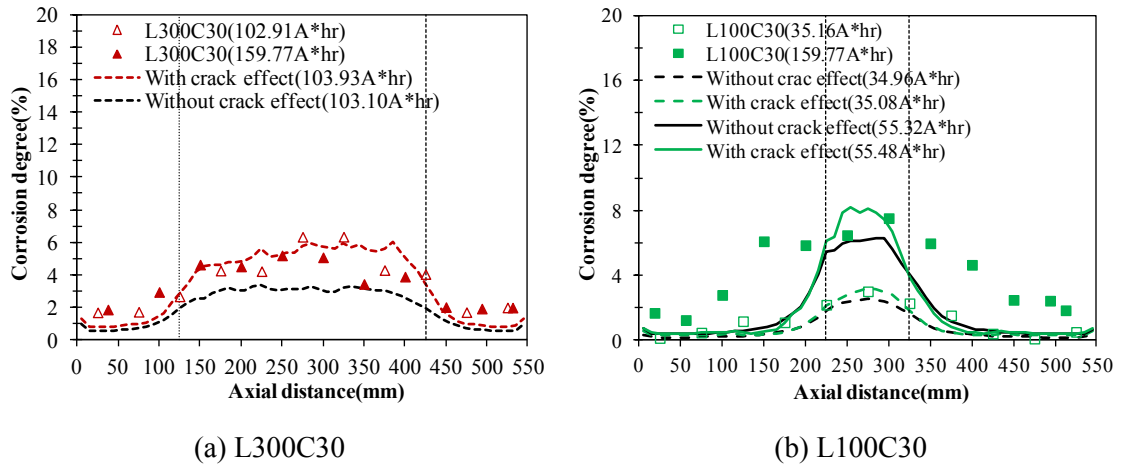 20
18
16
14
12
10
8
6
4
2
0
Corrosion degree(%)
L300C30(102.91A*hr)
L300C30(159.77A*hr)
With crack effect(103.93A*hr)
Without crack effect(103.10A*hr)
0 50 100 150 200 250 300 350 400 450 500 550
Axial distance(mm)
(a) L300C30
20
18
16
14
12
10
8
6
4
2
0
Corrosion degree(%)
L100C30(35.16A*hr)
L100C30(159.77A*hr)
Without crac effect(34.96A*hr)
With crack effect(35.08A*hr)
Without crack effect(55.32A*hr)
With crack effect(55.48A*hr)
0 50 100 150 200 250 300 350 400 450 500 550
Axial distance(mm)
(b) L100C30